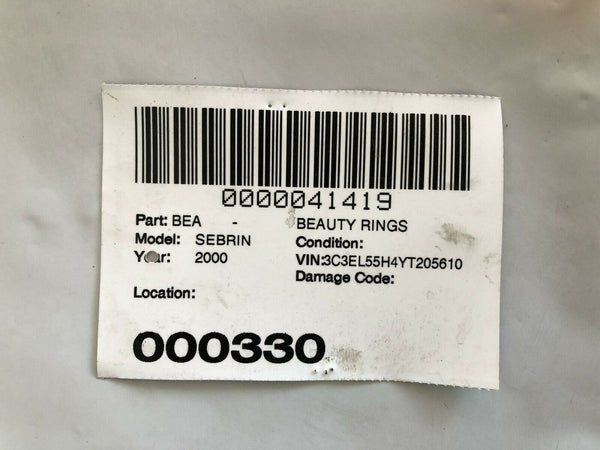 0000041419
Part: BEA - BEAUTY RINGS
Model: SEBRIN Condition:
Year: 2000 VIN:3C3EL55H4YT205610
Damage Code:
Location:
000330